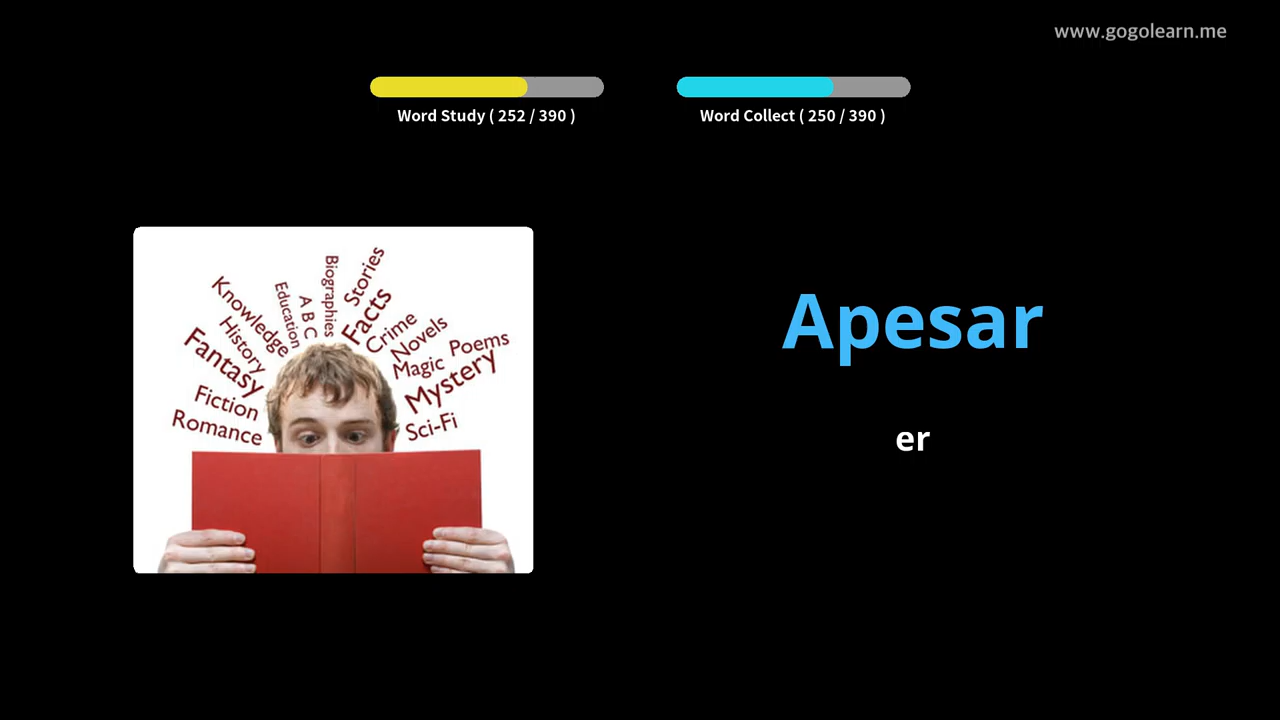 www.gogolearn.me
Word Study ( 252 / 390 )
Word Collect ( 250 / 390 )
Apesar
er
Biographies
Stories
Education
A B C
Facts
Knowledge
Crime
History
Novels
Poems
Fantasy
Magic
Mystery
Fiction
Romance
Sci-Fi